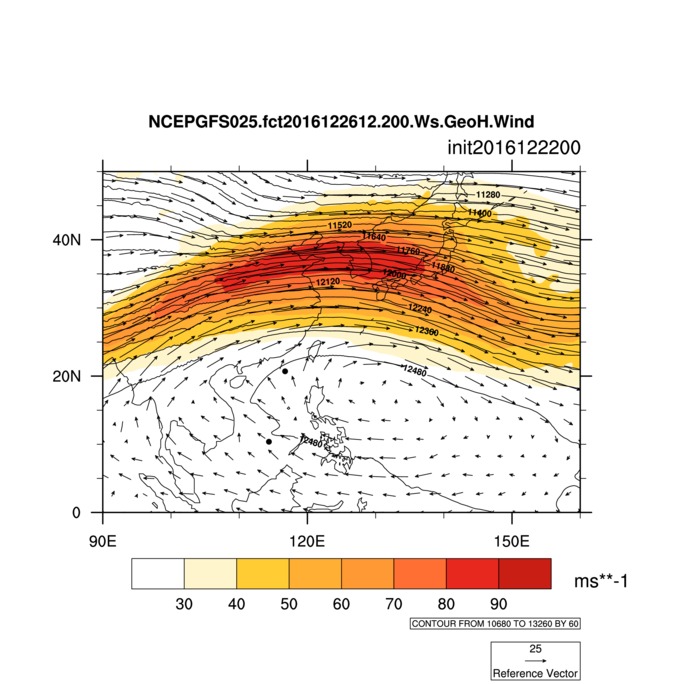 NCEPGFS025.fct2016122612.200.Ws.GeoH.Wind
init2016122200
11280
11400
11520
11640
11760
11880
12000
12120
12240
12360
12480
12480
40N
20N
0
90E 120E 150E
30 40 50 60 70 80 90
ms**-1
CONTOUR FROM 10680 TO 13260 BY 60
25
Reference Vector